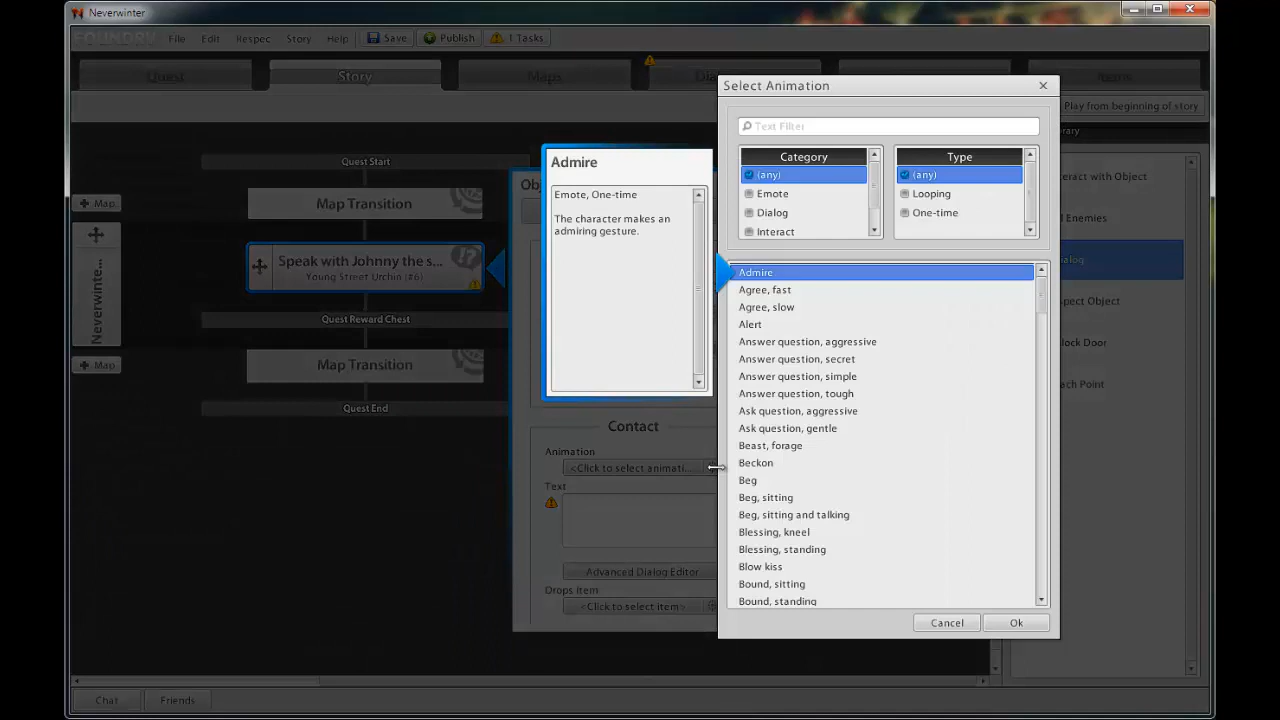 Neverwinter
FOUNDRY File Edit Respec Story Help Save Publish 1 Tasks
Quest Story Maps Items
Play from beginning of story
Select Animation
Text Filter
Category
(any)
Emote
Dialog
Interact
Type
(any)
Looping
One-time
Admire
Agree, fast
Agree, slow
Alert
Answer question, aggressive
Answer question, secret
Answer question, simple
Answer question, tough
Ask question, aggressive
Ask question, gentle
Beast, forage
Beckon
Beg
Beg, sitting
Beg, sitting and talking
Blessing, kneel
Blessing, standing
Blow kiss
Bound, sitting
Bound, standing
Cancel Ok
Admire
Emote, One-time
The character makes an
admiring gesture.
Quest Start
Map
Map Transition
Neverwinte...
Speak with Johnny the s...
Young Street Urchin (#6)
Quest Reward Chest
Map
Map Transition
Quest End
Contact
Animation
<Click to select animati...
Text
Advanced Dialog Editor
Drops Item
<Click to select item>
Chat Friends